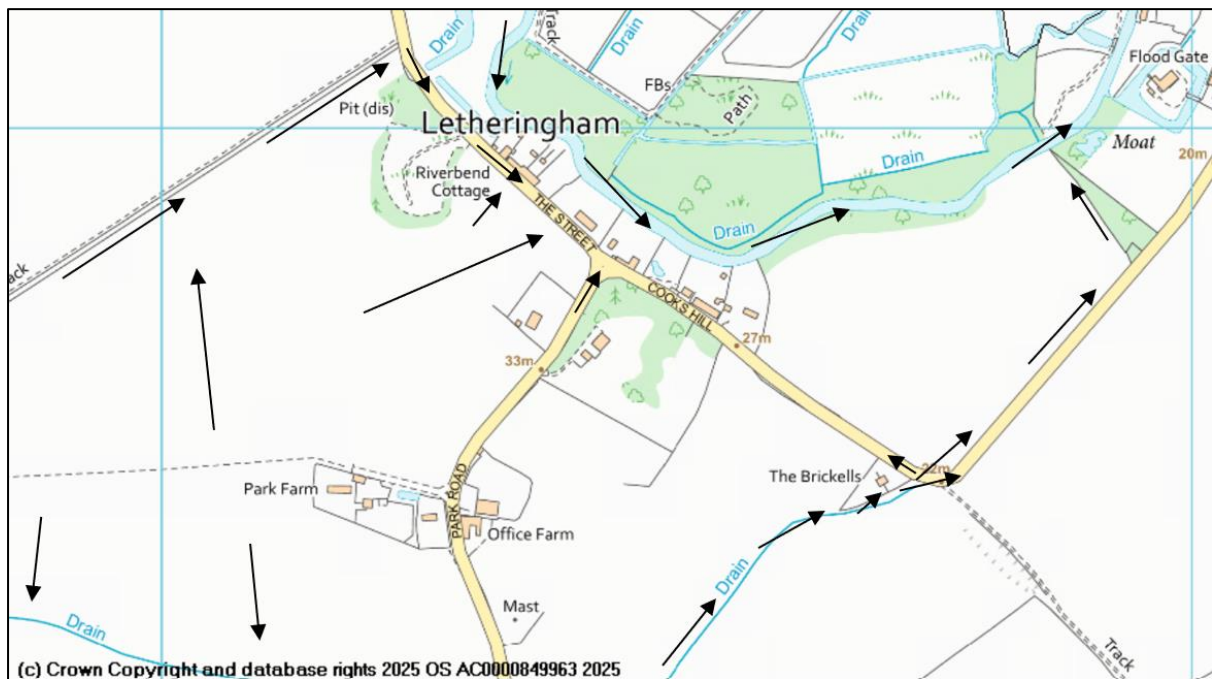 Drain
Track
Drain
Drain
Flood Gate
FBs
Pit (dis)
Path
Letheringham
Moat
20m
Drain
Riverbend
Cottage
THE STREET
Drain
Track
COOKS HILL
27m
33m
PARK ROAD
The Brickells
22m
Park Farm
Office Farm
Drain
Mast
Drain
Track
(c) Crown Copyright and database rights 2025 OS AC0000849963 2025